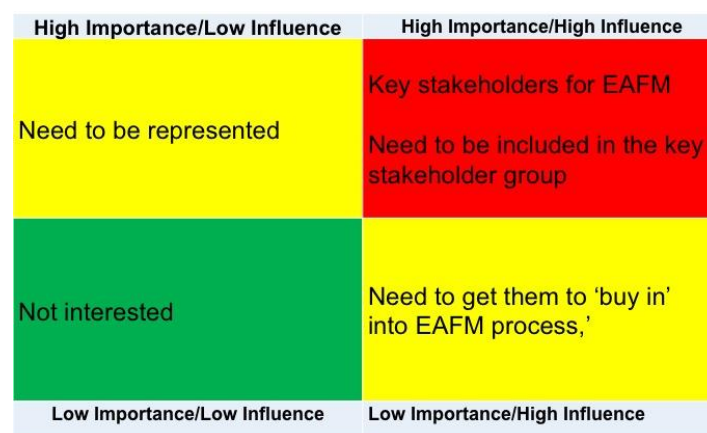 High Importance/Low Influence
High Importance/High Influence
Need to be represented
Key stakeholders for EAFM
Need to be included in the key
stakeholder group
Not interested
Need to get them to ‘buy in’
into EAFM process,’
Low Importance/Low Influence
Low Importance/High Influence